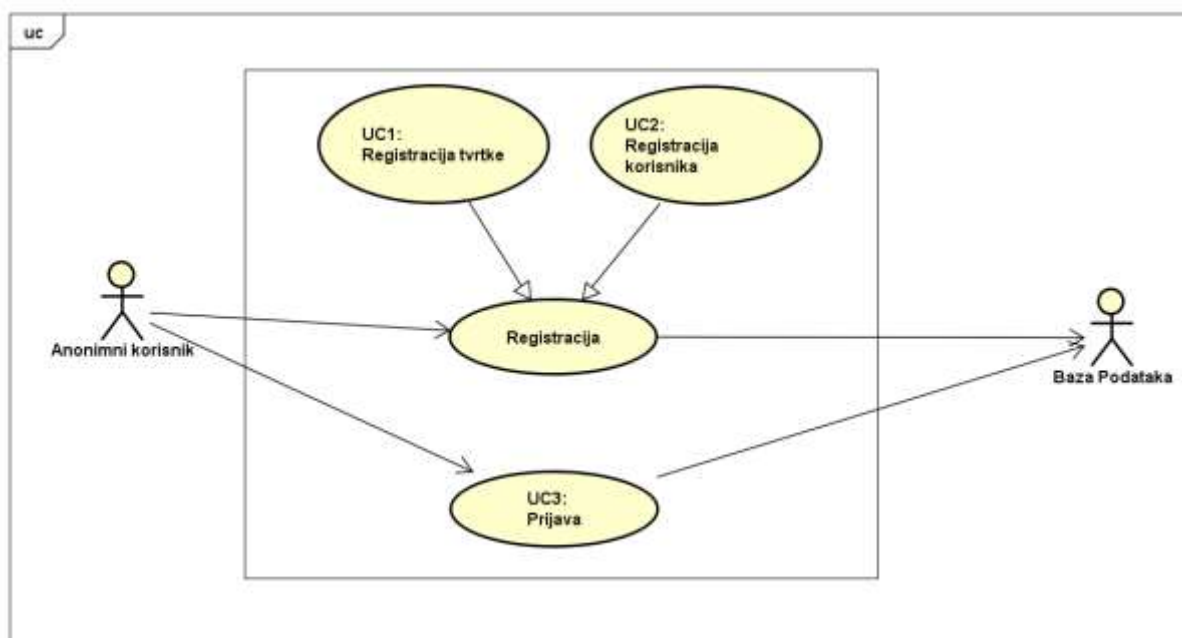 uc
UC1:
Registracija tvrtke
UC2:
Registracija
korisnika
Anonimni korisnik
Registracija
Baza Podataka
UC3:
Prijava